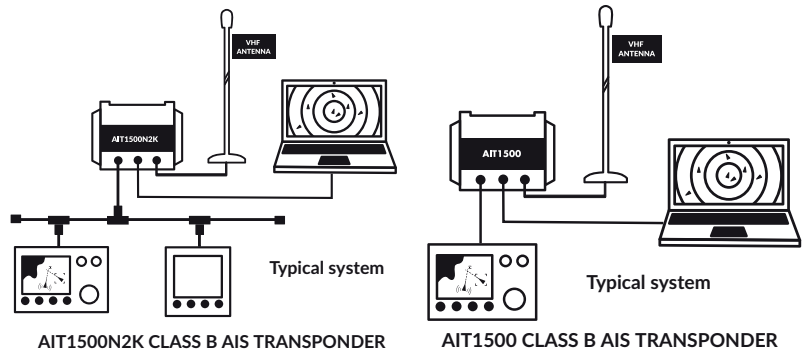 VHF
ANTENNA
AIT1500N2K
Typical system
AIT1500N2K CLASS B AIS TRANSPONDER
VHF
ANTENNA
AIT1500
Typical system
AIT1500 CLASS B AIS TRANSPONDER